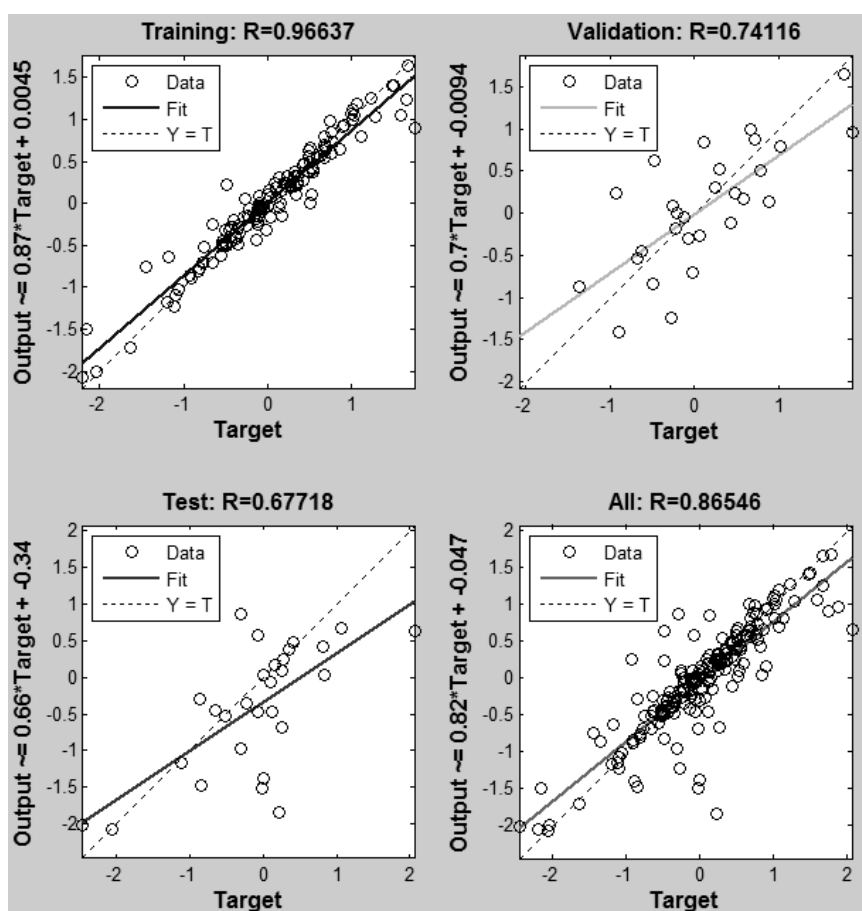 Training: R=0.96637
Output ~= 0.87*Target + 0.0045
1.5
1
0.5
0
-0.5
-1
-1.5
-2
Data
Fit
Y = T
-2 -1 0 1
Target
Validation: R=0.74116
Output ~= 0.7*Target + -0.0094
1.5
1
0.5
0
-0.5
-1
-1.5
-2
Data
Fit
Y = T
-2 -1 0 1
Target
Test: R=0.67718
Output ~= 0.66*Target + -0.34
2
1.5
1
0.5
0
-0.5
-1
-1.5
-2
Data
Fit
Y = T
-2 -1 0 1 2
Target
All: R=0.86546
Output ~= 0.82*Target + -0.047
2
1.5
1
0.5
0
-0.5
-1
-1.5
-2
Data
Fit
Y = T
-2 -1 0 1 2
Target